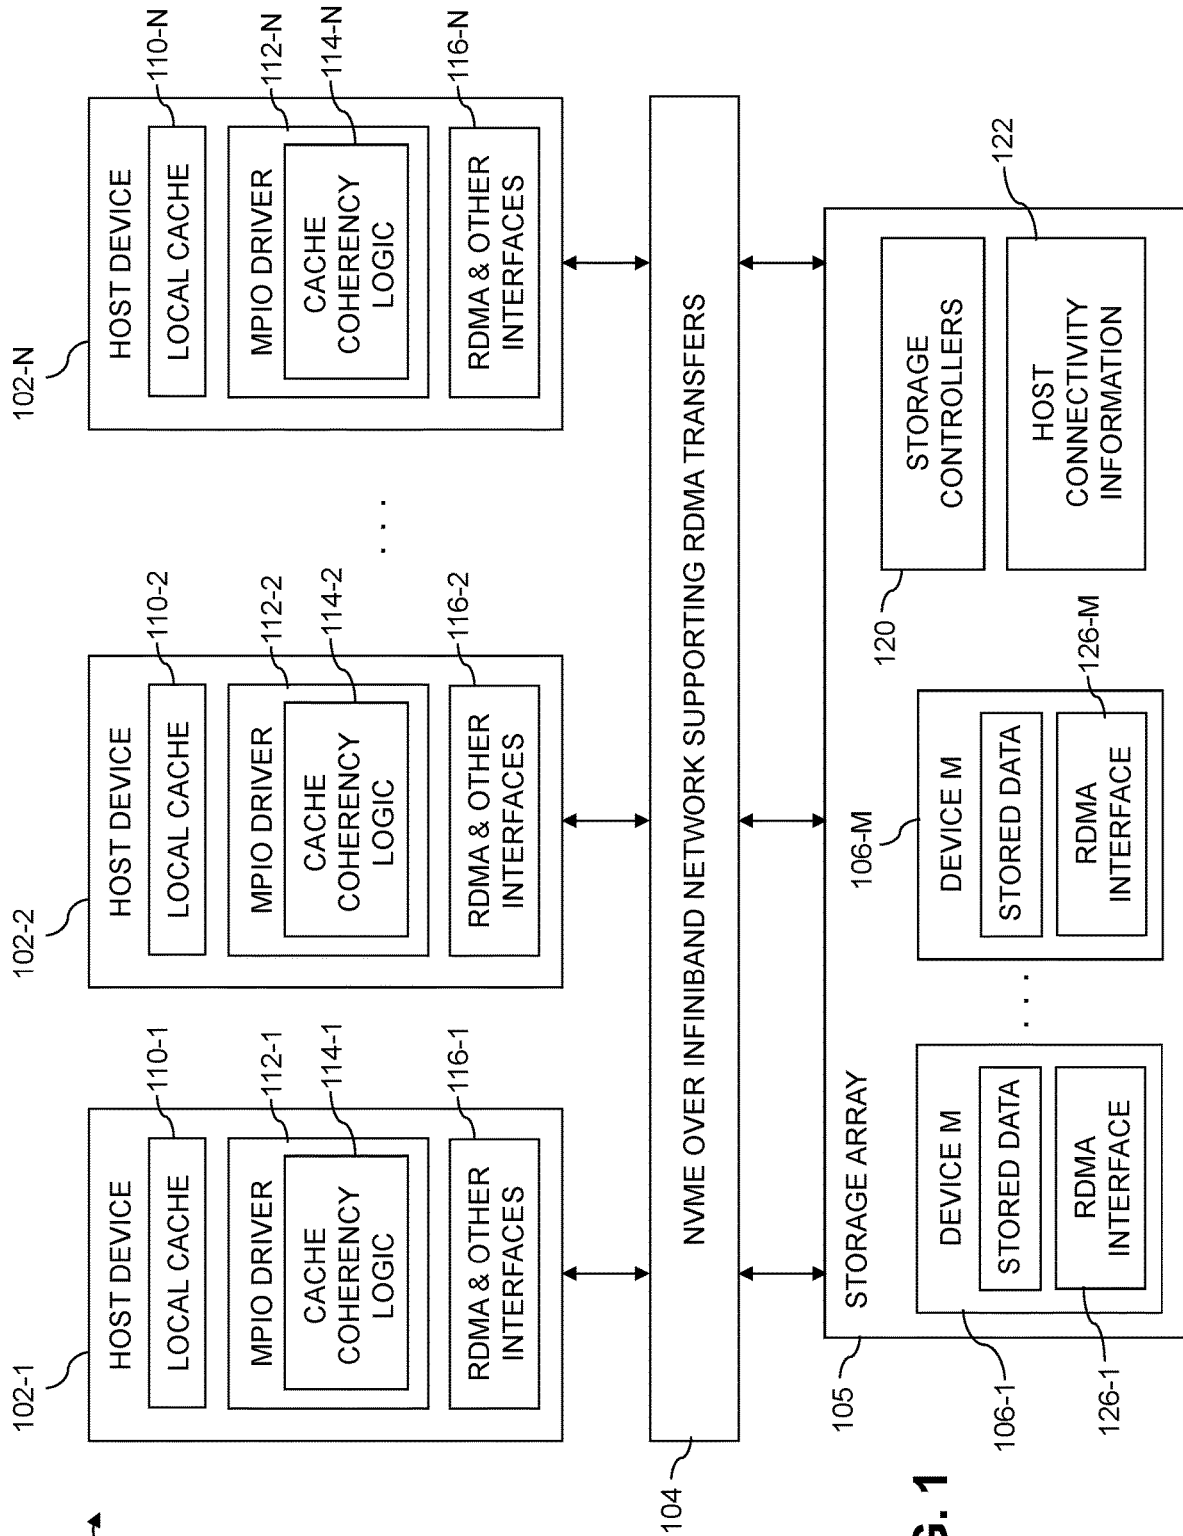 102-1
102-2
102-N
HOST DEVICE
LOCAL CACHE
110-1
MPIO DRIVER
112-1
CACHE
COHERENCY
LOGIC
114-1
RDMA & OTHER
INTERFACES
116-1
HOST DEVICE
LOCAL CACHE
110-2
MPIO DRIVER
112-2
CACHE
COHERENCY
LOGIC
114-2
RDMA & OTHER
INTERFACES
116-2
. . .
HOST DEVICE
LOCAL CACHE
110-N
MPIO DRIVER
112-N
CACHE
COHERENCY
LOGIC
114-N
RDMA & OTHER
INTERFACES
116-N
104
NVME OVER INFINIBAND NETWORK SUPPORTING RDMA TRANSFERS
105
STORAGE ARRAY
106-1
DEVICE M
STORED DATA
RDMA
INTERFACE
126-1
. . .
106-M
DEVICE M
STORED DATA
RDMA
INTERFACE
126-M
120
STORAGE
CONTROLLERS
HOST
CONNECTIVITY
INFORMATION
122
G. 1